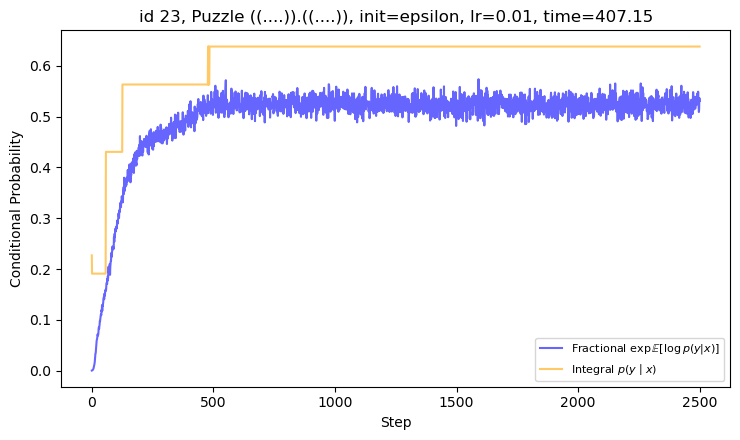 id 23, Puzzle ((....)).((....)), init=epsilon, lr=0.01, time=407.15
Conditional Probability
0.6
0.5
0.4
0.3
0.2
0.1
0.0
0
500
1000
1500
2000
2500
Step
Fractional exp𝔼[log p(y|x)]
Integral p(y | x)